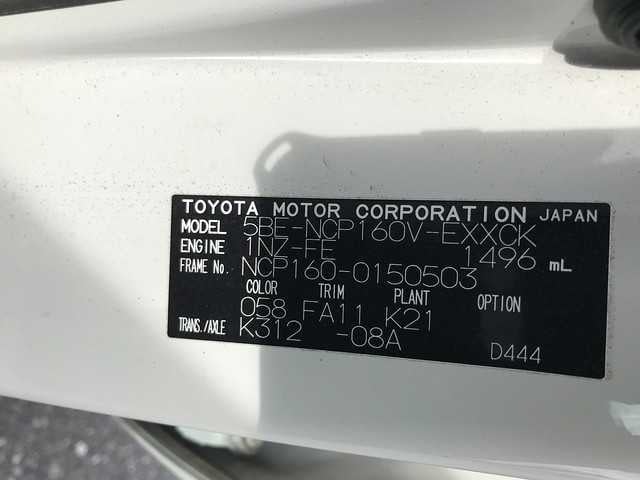 TOYOTA MOTOR CORPORATION JAPAN
MODEL 5BE-NCP160V-EXXCK
ENGINE 1NZ-FE 1496 mL
FRAME No. NCP160-0150503
COLOR TRIM PLANT OPTION
058 FA11 K21
TRANS./AXLE K312 -08A
D444